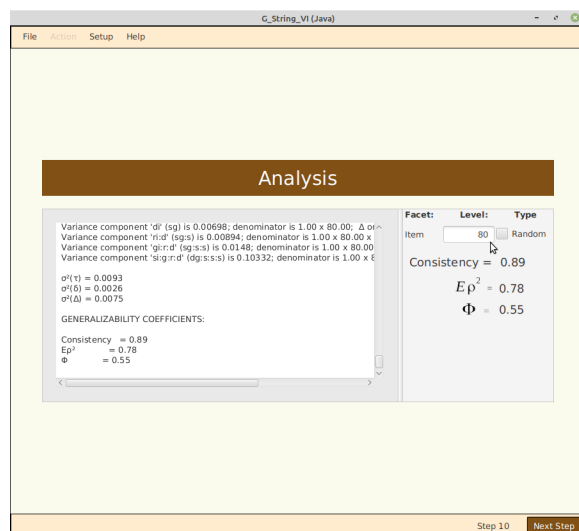 G_String_VI (Java)
File Action Setup Help
Analysis
Variance component 'di' (sg) is 0.00698; denominator is 1.00 x 80.00; Δ
Variance component 'ri:d' (sg:s) is 0.00894; denominator is 1.00 x 80.00 x
Variance component 'gi:r:d' (sg:s:s) is 0.0148; denominator is 1.00 x 80.00
Variance component 'si:g:r:d' (dg:s:s:s) is 0.10332; denominator is 1.00 x
σ²(τ) = 0.0093
σ²(δ) = 0.0026
σ²(Δ) = 0.0075
GENERALIZABILITY COEFFICIENTS:
Consistency = 0.89
Eρ² = 0.78
Φ = 0.55
Facet: Level: Type
Item 80 Random
Consistency = 0.89
Eρ² = 0.78
Φ = 0.55
Step 10 Next Step